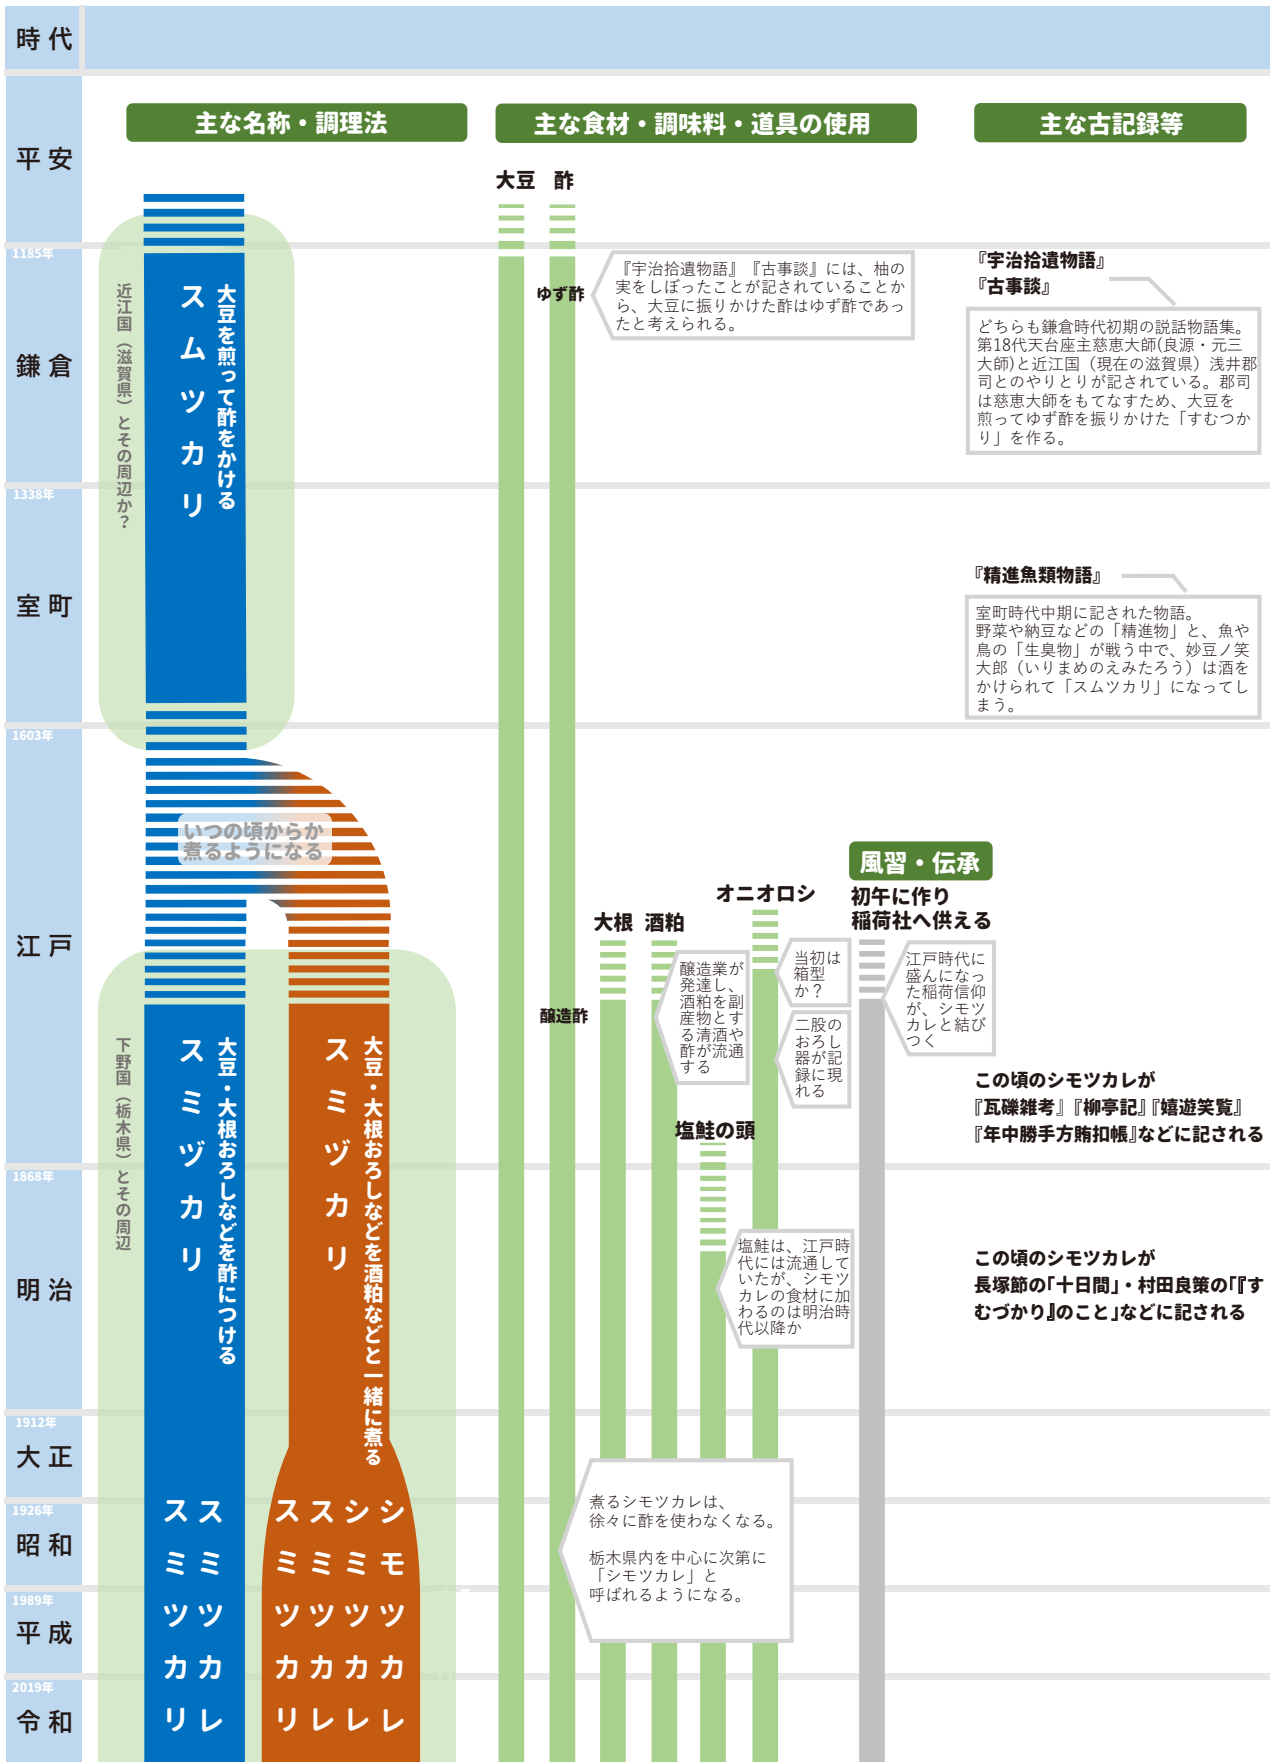 時代
主な名称・調理法
主な食材・調味料・道具の使用
主な古記録等
平安
大豆
酢
1185年
鎌倉
近江国（滋賀県）とその周辺か？
スムツカリ
大豆を煎って酢をかける
ゆず酢
『宇治拾遺物語』『古事談』には、柚の
実をしぼったことが記されていることか
ら、大豆に振りかけた酢はゆず酢であっ
たと考えられる。
『宇治拾遺物語』
『古事談』
どちらも鎌倉時代初期の説話物語集。
第18代天台座主慈恵大師(良源・元三
大師)と近江国（現在の滋賀県）浅井郡
司とのやりとりが記されている。郡司
は慈恵大師をもてなすため、大豆を
煎ってゆず酢を振りかけた「すむつか
り」を作る。
1338年
室町
『精進魚類物語』
室町時代中期に記された物語。
野菜や納豆などの「精進物」と、魚や
鳥の「生臭物」が戦う中で、妙豆ノ笑
太郎（いりまめのえみたろう）は酒を
かけられて「スムツカリ」になってし
まう。
1603年
いつの頃からか
煮るようになる
江戸
下野国（栃木県）とその周辺
スミヅカリ
大豆・大根おろしなどを酢につける
スミヅカリ
大豆・大根おろしなどを酒粕などと一緒に煮る
醸造酢
大根
酒粕
醸造業が
発達し、
酒粕を副
産物とす
る清酒や
酢が流通
する
オニオロシ
当初は
箱型
か？
二股の
おろし
器が記
録に現
れる
塩鮭の頭
風習・伝承
初午に作り
稲荷社へ供える
江戸時代に
盛んになっ
た稲荷信仰
が、シモツ
カレと結び
つく
この頃のシモツカレが
『瓦礫雑考』『柳亭記』『嬉遊笑覧』
『年中勝手方賄扣帳』などに記される
1868年
明治
塩鮭は、江戸時
代には流通して
いたが、シモツ
カレの食材に加
わるのは明治時
代以降か
この頃のシモツカレが
長塚節の「十日間」・村田良策の「『す
むづかり』のこと」などに記される
1912年
大正
1926年
昭和
スミツカリ
スミツカレ
スミツカリ
スミツカレ
シミツカレ
シモツカレ
煮るシモツカレは、
徐々に酢を使わなくなる。
栃木県内を中心に次第に
「シモツカレ」と
呼ばれるようになる。
1989年
平成
2019年
令和